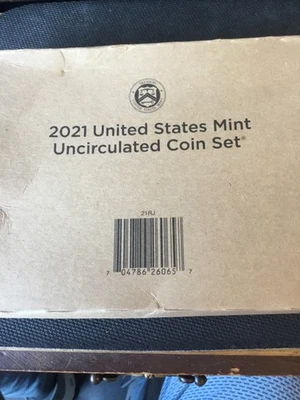 2021 United States Mint
Uncirculated Coin Set®
21RJ
7 04786 26065 7